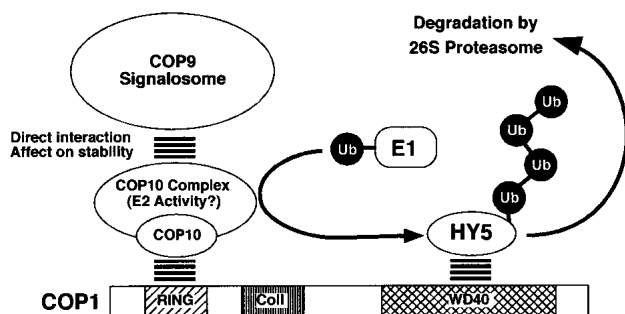 COP9
Signalosome
Direct interaction
Affect on stability
COP10 Complex
(E2 Activity?)
COP10
Ub
E1
Degradation by
26S Proteasome
Ub
Ub
Ub
Ub
HY5
COP1
RING
Coil
WD40